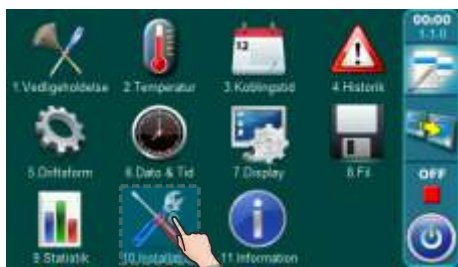 00:00
1-1-0
1.Vedligeholdelse
2.Temperatur
3.Koblingstid
4.Historik
5.Driftsform
6.Dato & Tid
7.Display
8.Fil
OFF
9.Statistik
11.Information